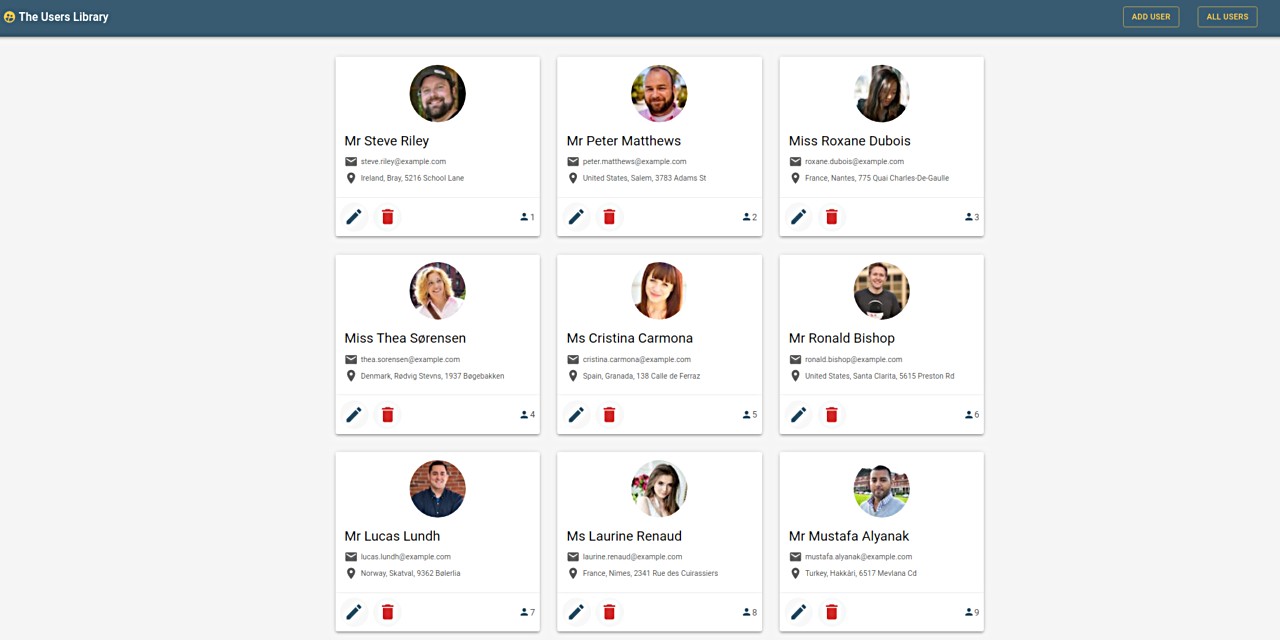 The Users Library
ADD USER
ALL USERS
Mr Steve Riley
steve.riley@example.com
Ireland, Bray, 5216 School Lane
1
Mr Peter Matthews
peter.matthews@example.com
United States, Salem, 3783 Adams St
2
Miss Roxane Dubois
roxane.dubois@example.com
France, Nantes, 775 Quai Charles-De-Gaulle
3
Miss Thea Sørensen
thea.sorensen@example.com
Denmark, Rødvig Stevns, 1937 Bøgebakken
4
Ms Cristina Carmona
cristina.carmona@example.com
Spain, Granada, 138 Calle de Ferraz
5
Mr Ronald Bishop
ronald.bishop@example.com
United States, Santa Clarita, 5615 Preston Rd
6
Mr Lucas Lundh
lucas.lundh@example.com
Norway, Skatval, 9362 Bølerlia
7
Ms Laurine Renaud
laurine.renaud@example.com
France, Nîmes, 2341 Rue des Cuirassiers
8
Mr Mustafa Alyanak
mustafa.alyanak@example.com
Turkey, Hakkâri, 6517 Mevlana Cd
9